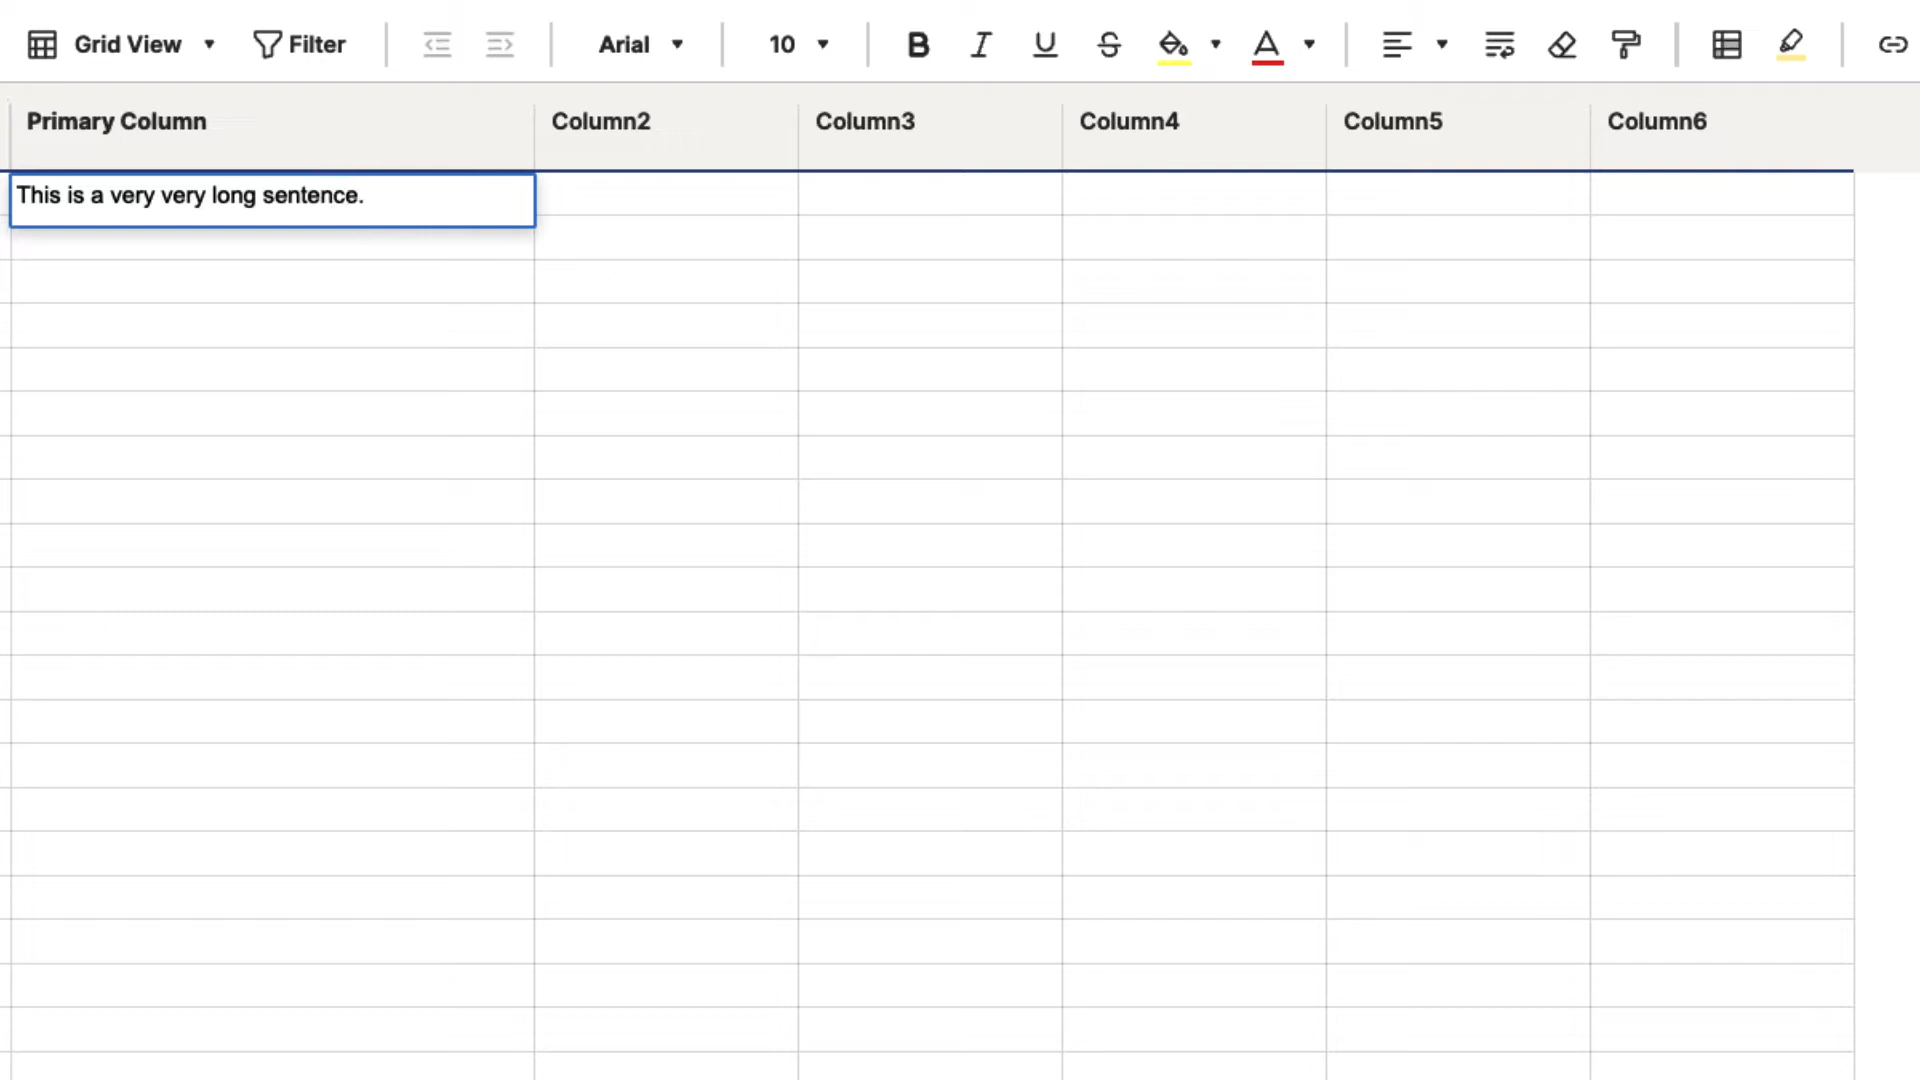 Grid View Filter Arial 10 B I U S A
Primary Column Column2 Column3 Column4 Column5 Column6
This is a very very long sentence.